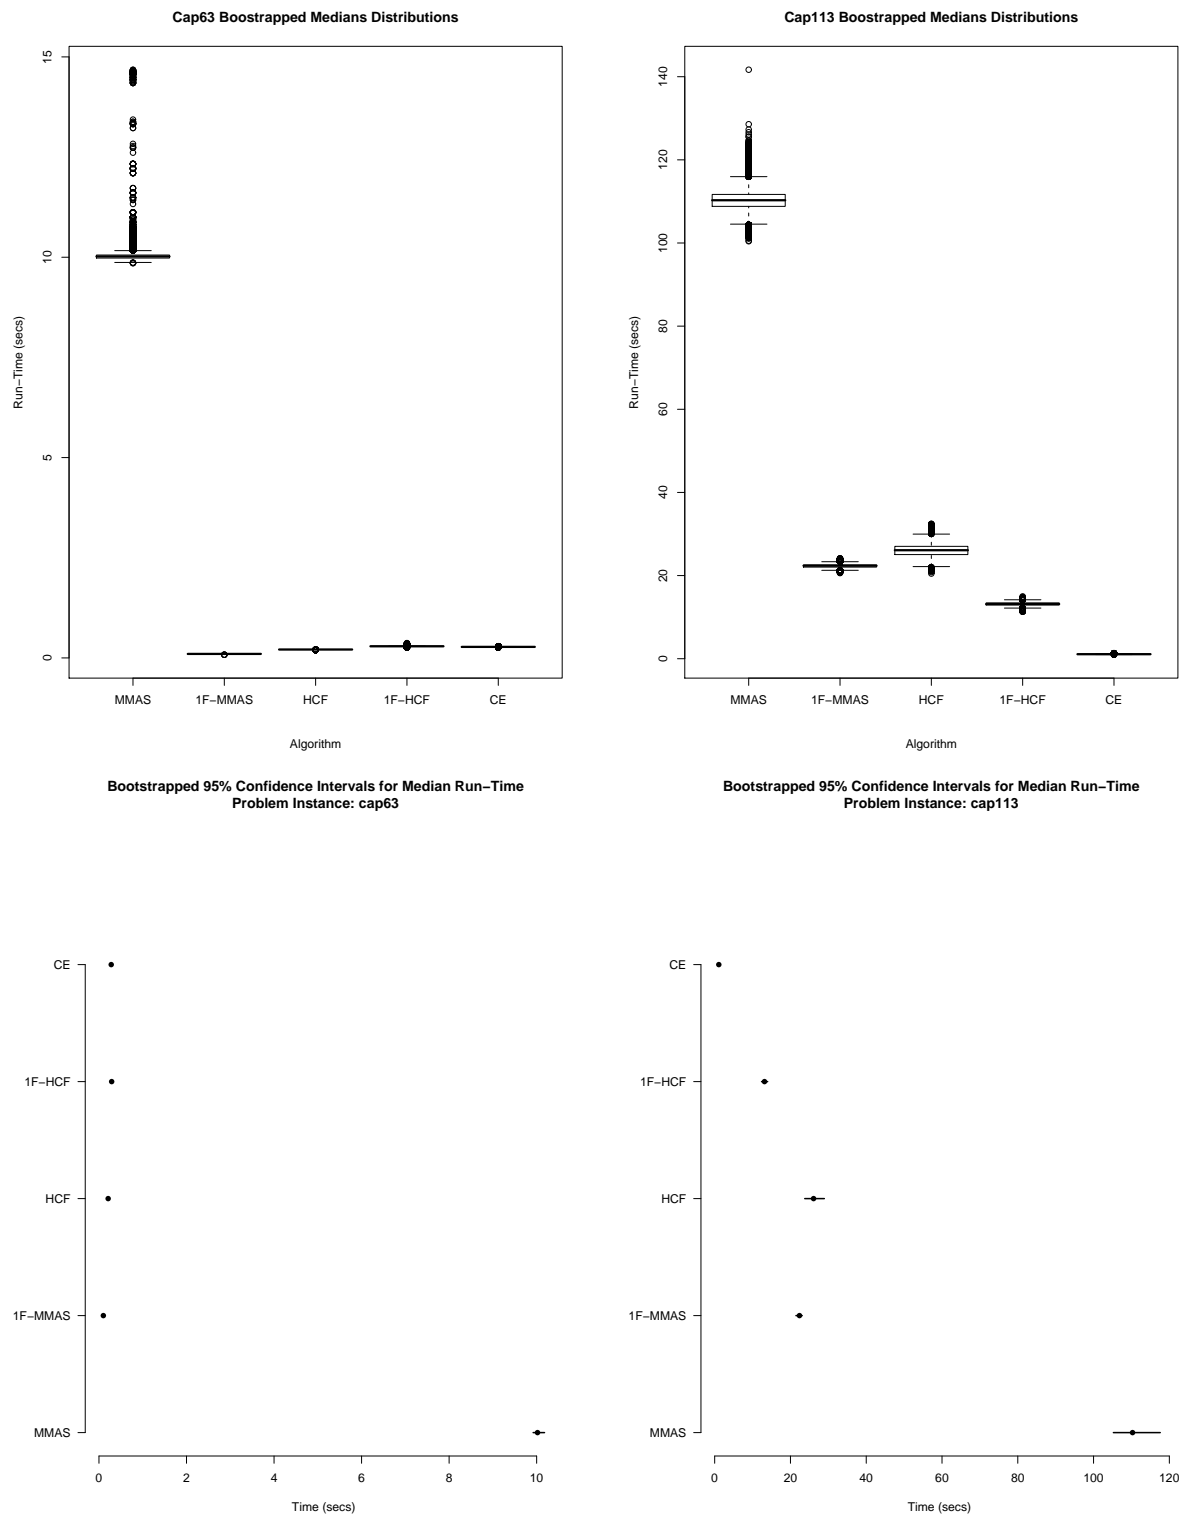 Cap63 Boostrapped Medians Distributions
15
10
5
0
Run−Time (secs)
MMAS 1F−MMAS HCF 1F−HCF CE
Algorithm
Cap113 Boostrapped Medians Distributions
140
120
100
80
60
40
20
0
Run−Time (secs)
MMAS 1F−MMAS HCF 1F−HCF CE
Algorithm
Bootstrapped 95% Confidence Intervals for Median Run−Time
Problem Instance: cap63
CE
1F−HCF
HCF
1F−MMAS
MMAS
0 2 4 6 8 10
Time (secs)
Bootstrapped 95% Confidence Intervals for Median Run−Time
Problem Instance: cap113
CE
1F−HCF
HCF
1F−MMAS
MMAS
0 20 40 60 80 100 120
Time (secs)